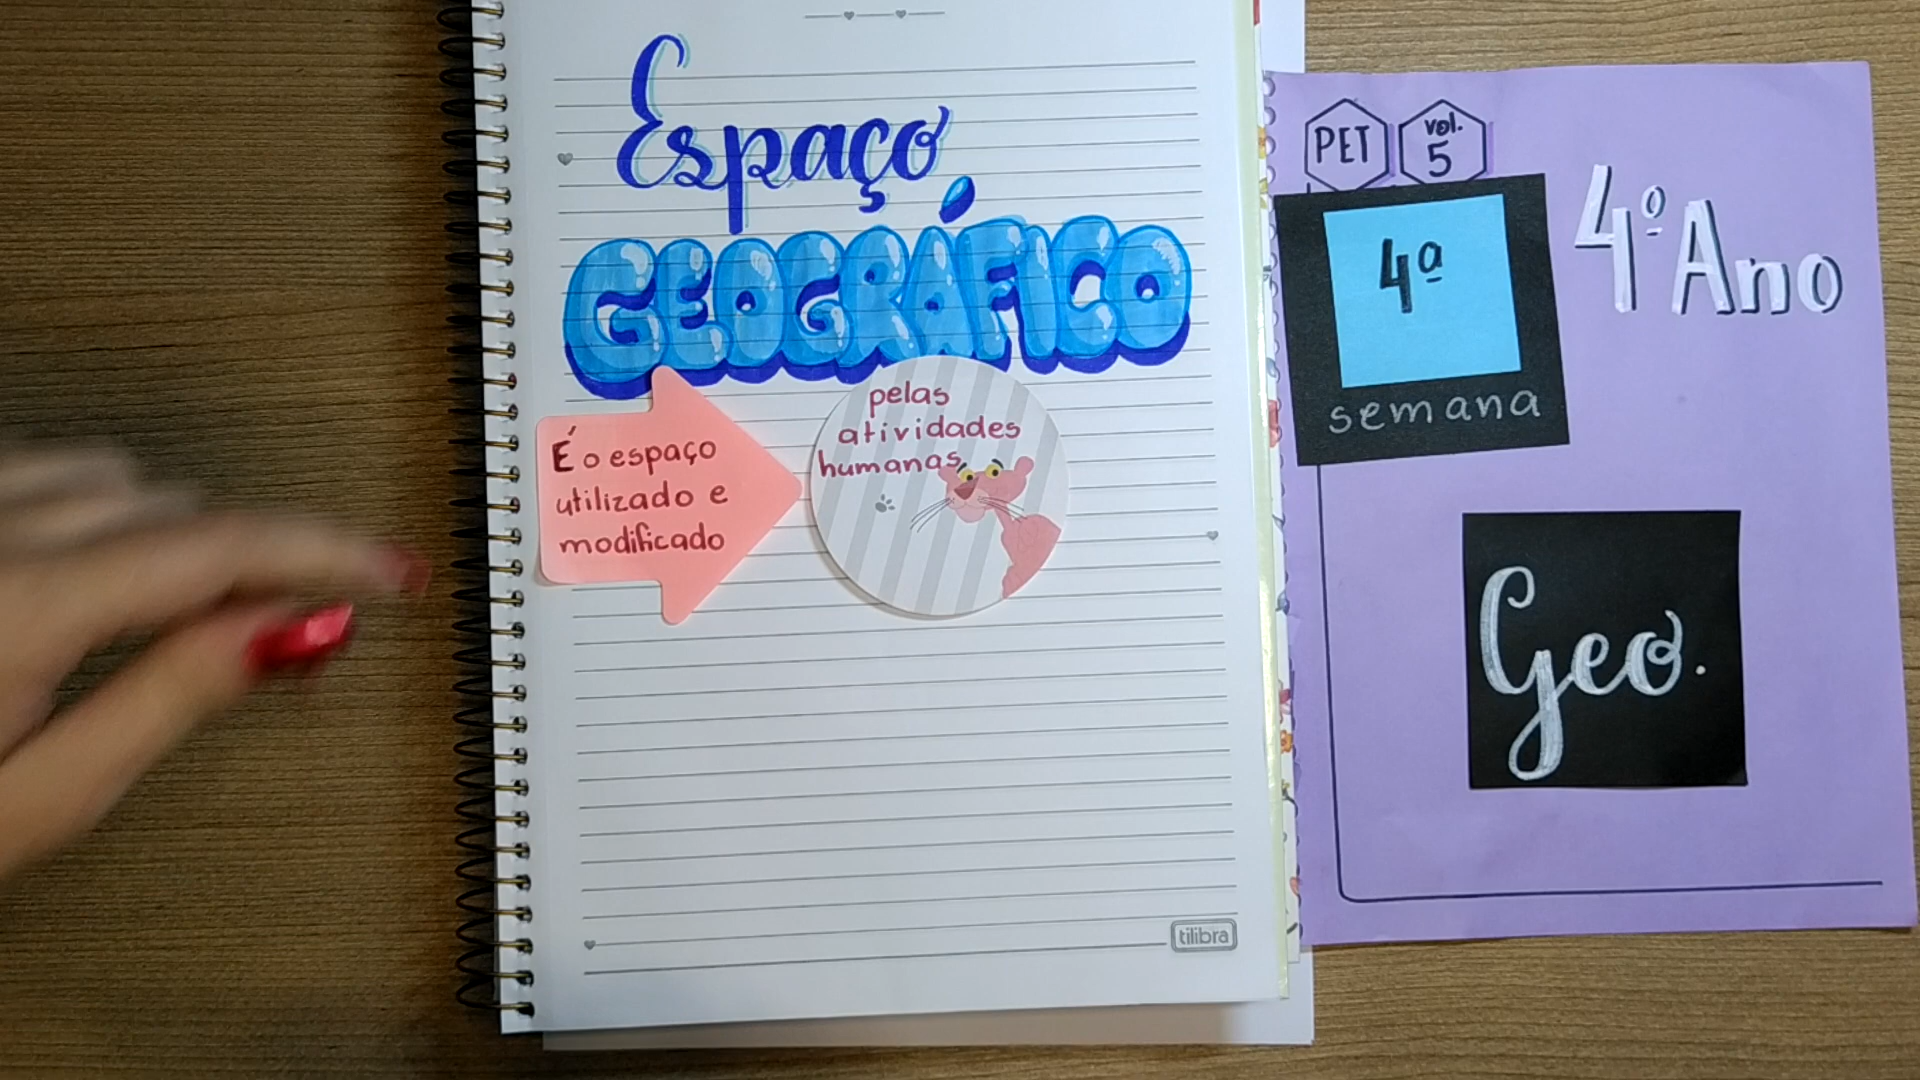 Espaço
GEOGRÁFICO
É o espaço
utilizado e
modificado
pelas
atividades
humanas
tilibra
PET
vol.
5
4ª
semana
4º Ano
Geo.